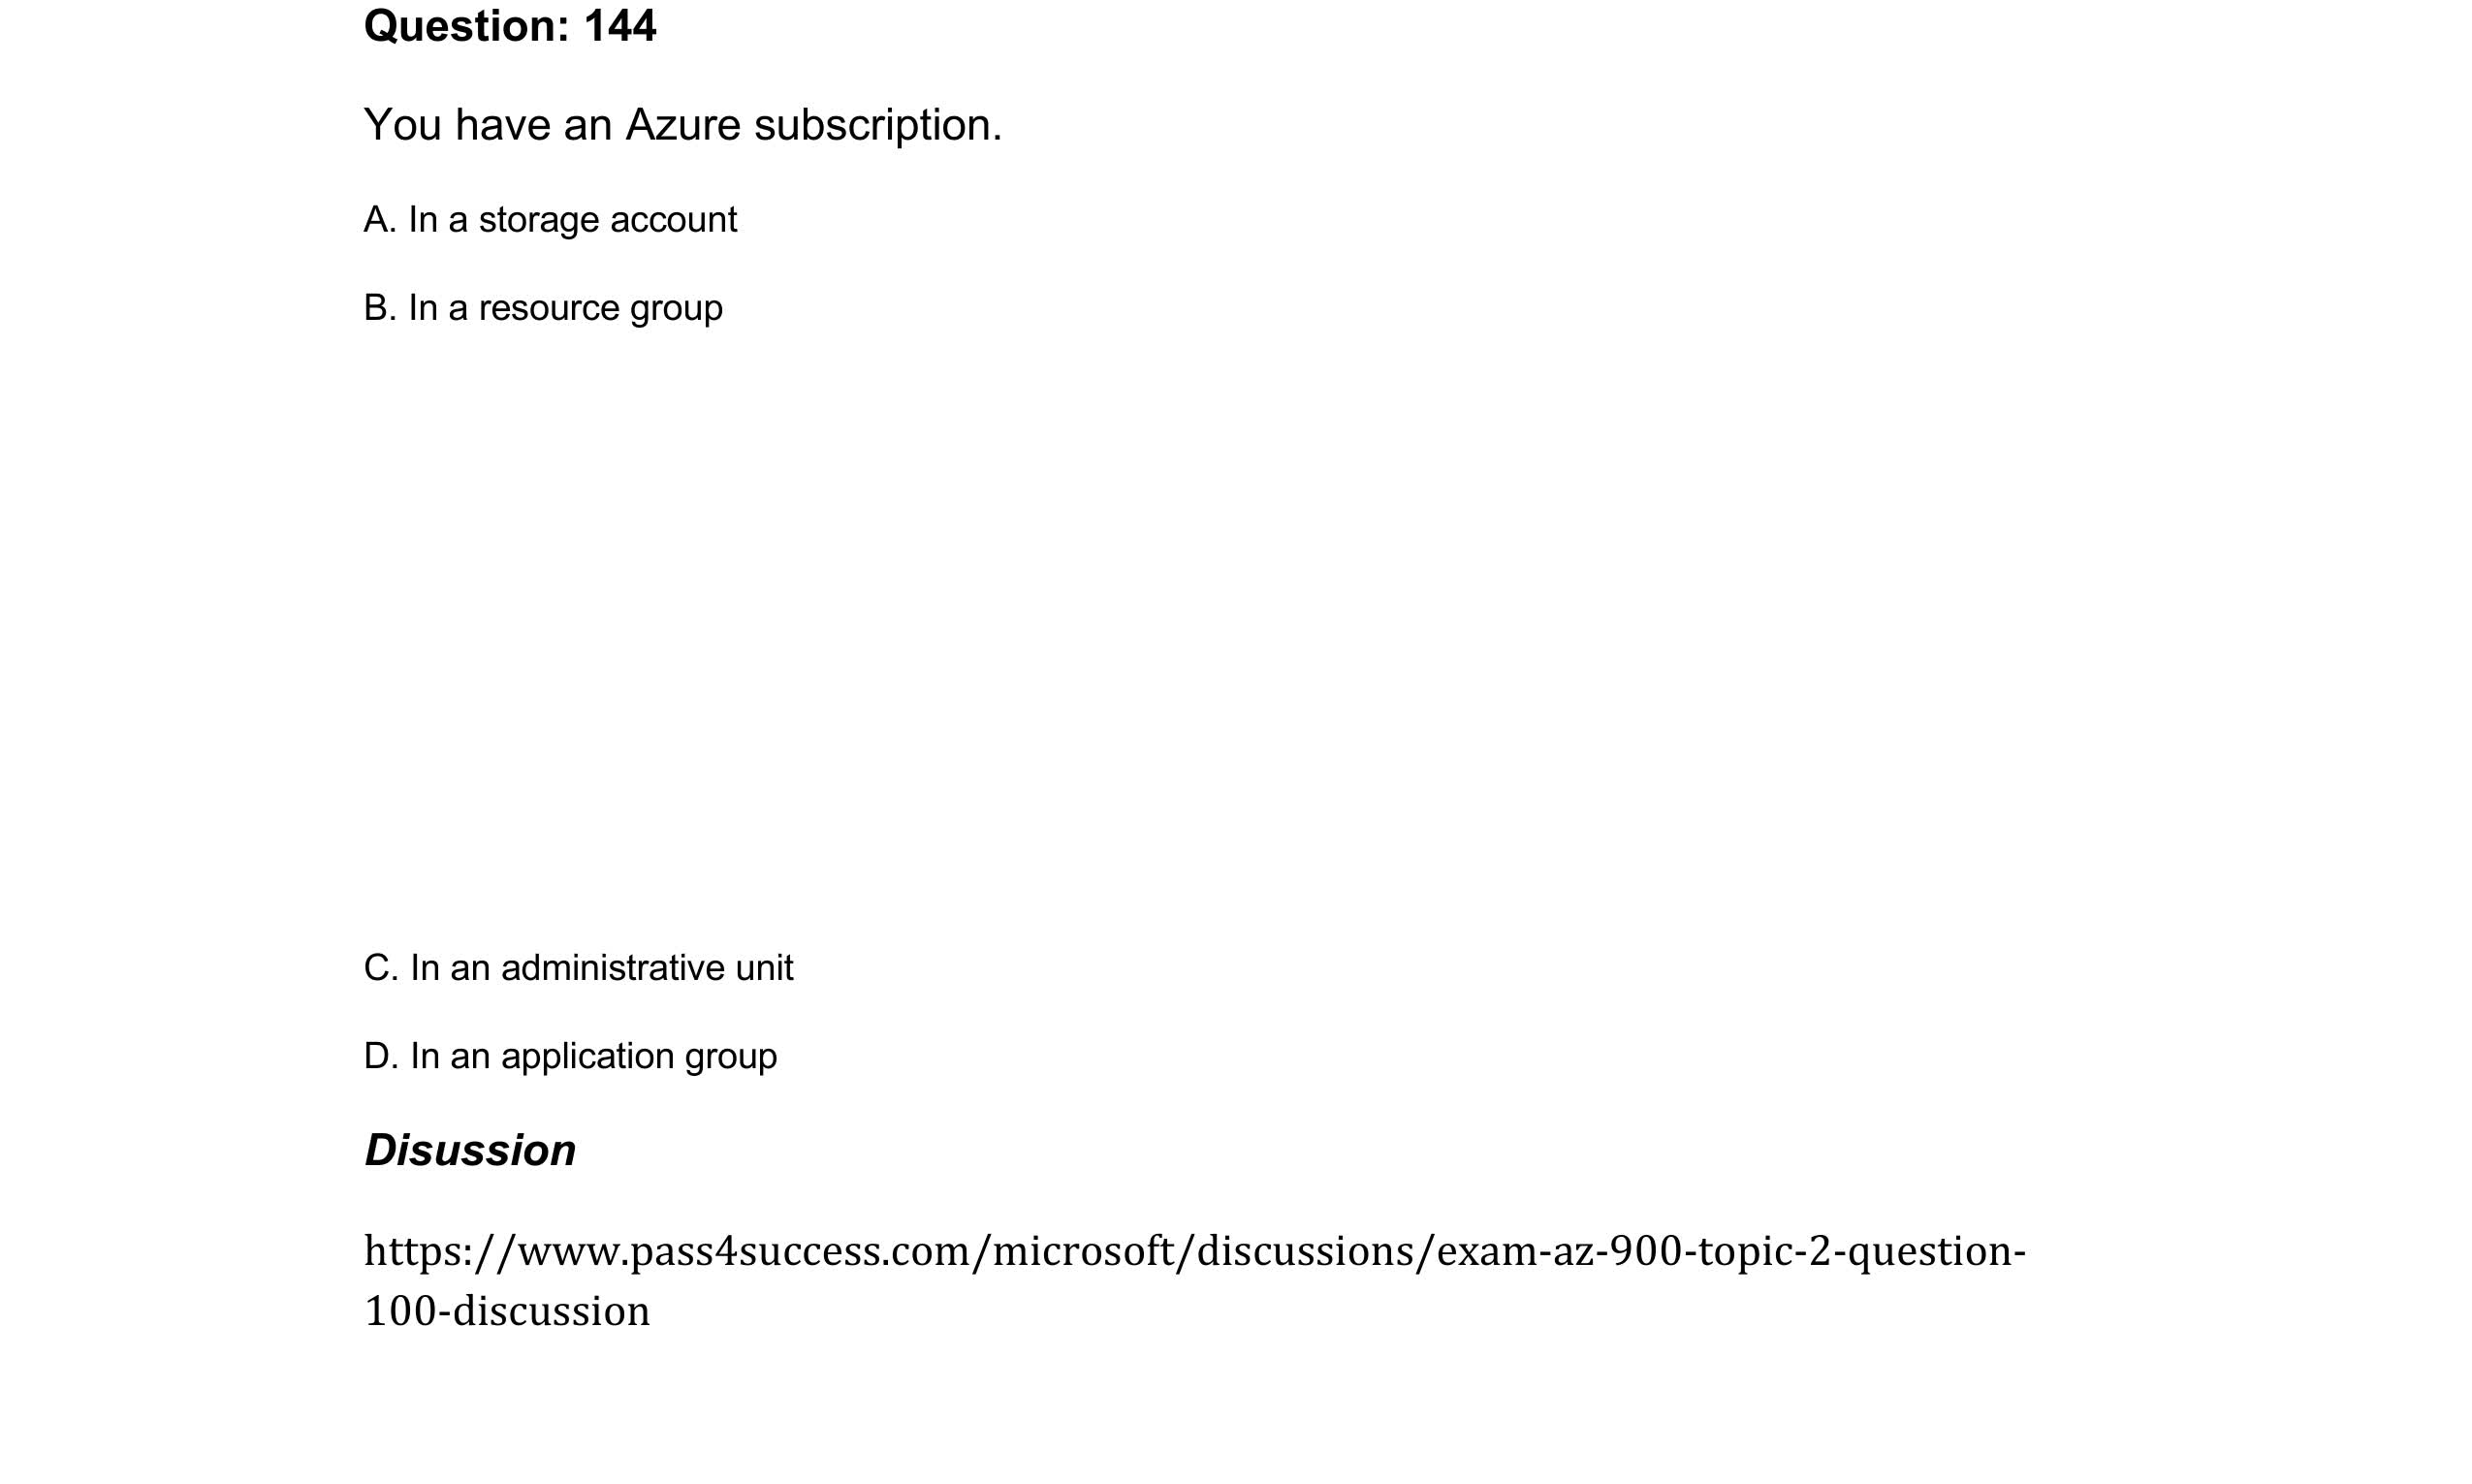 Question: 144
You have an Azure subscription.
A. In a storage account
B. In a resource group
C. In an administrative unit
D. In an application group
Disussion
https://www.pass4success.com/microsoft/discussions/exam-az-900-topic-2-question-
100-discussion